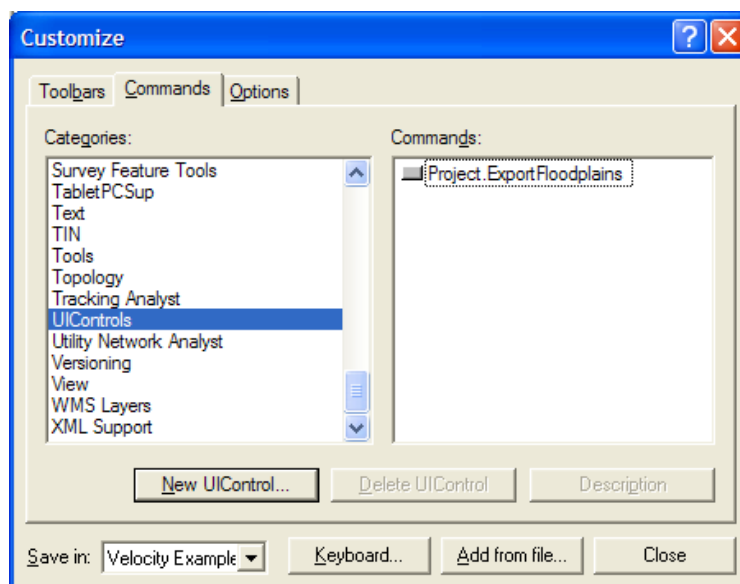 Customize
Toolbars Commands Options
Categories: Commands:
Survey Feature Tools
TabletPCSup
Text
TIN
Tools
Topology
Tracking Analyst
UIControls
Utility Network Analyst
Versioning
View
WMS Layers
XML Support
Project.ExportFloodplains
New UIControl... Delete UIControl Description
Save in: Velocity Example Keyboard... Add from file... Close